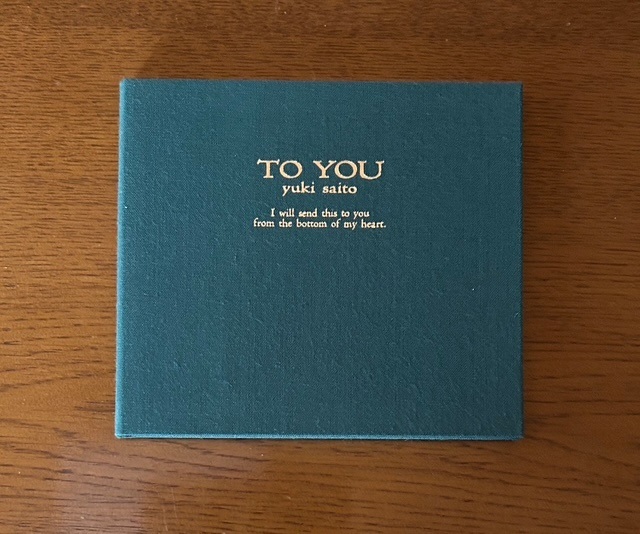 TO YOU
yuki saito
I will send this to you
from the bottom of my heart.